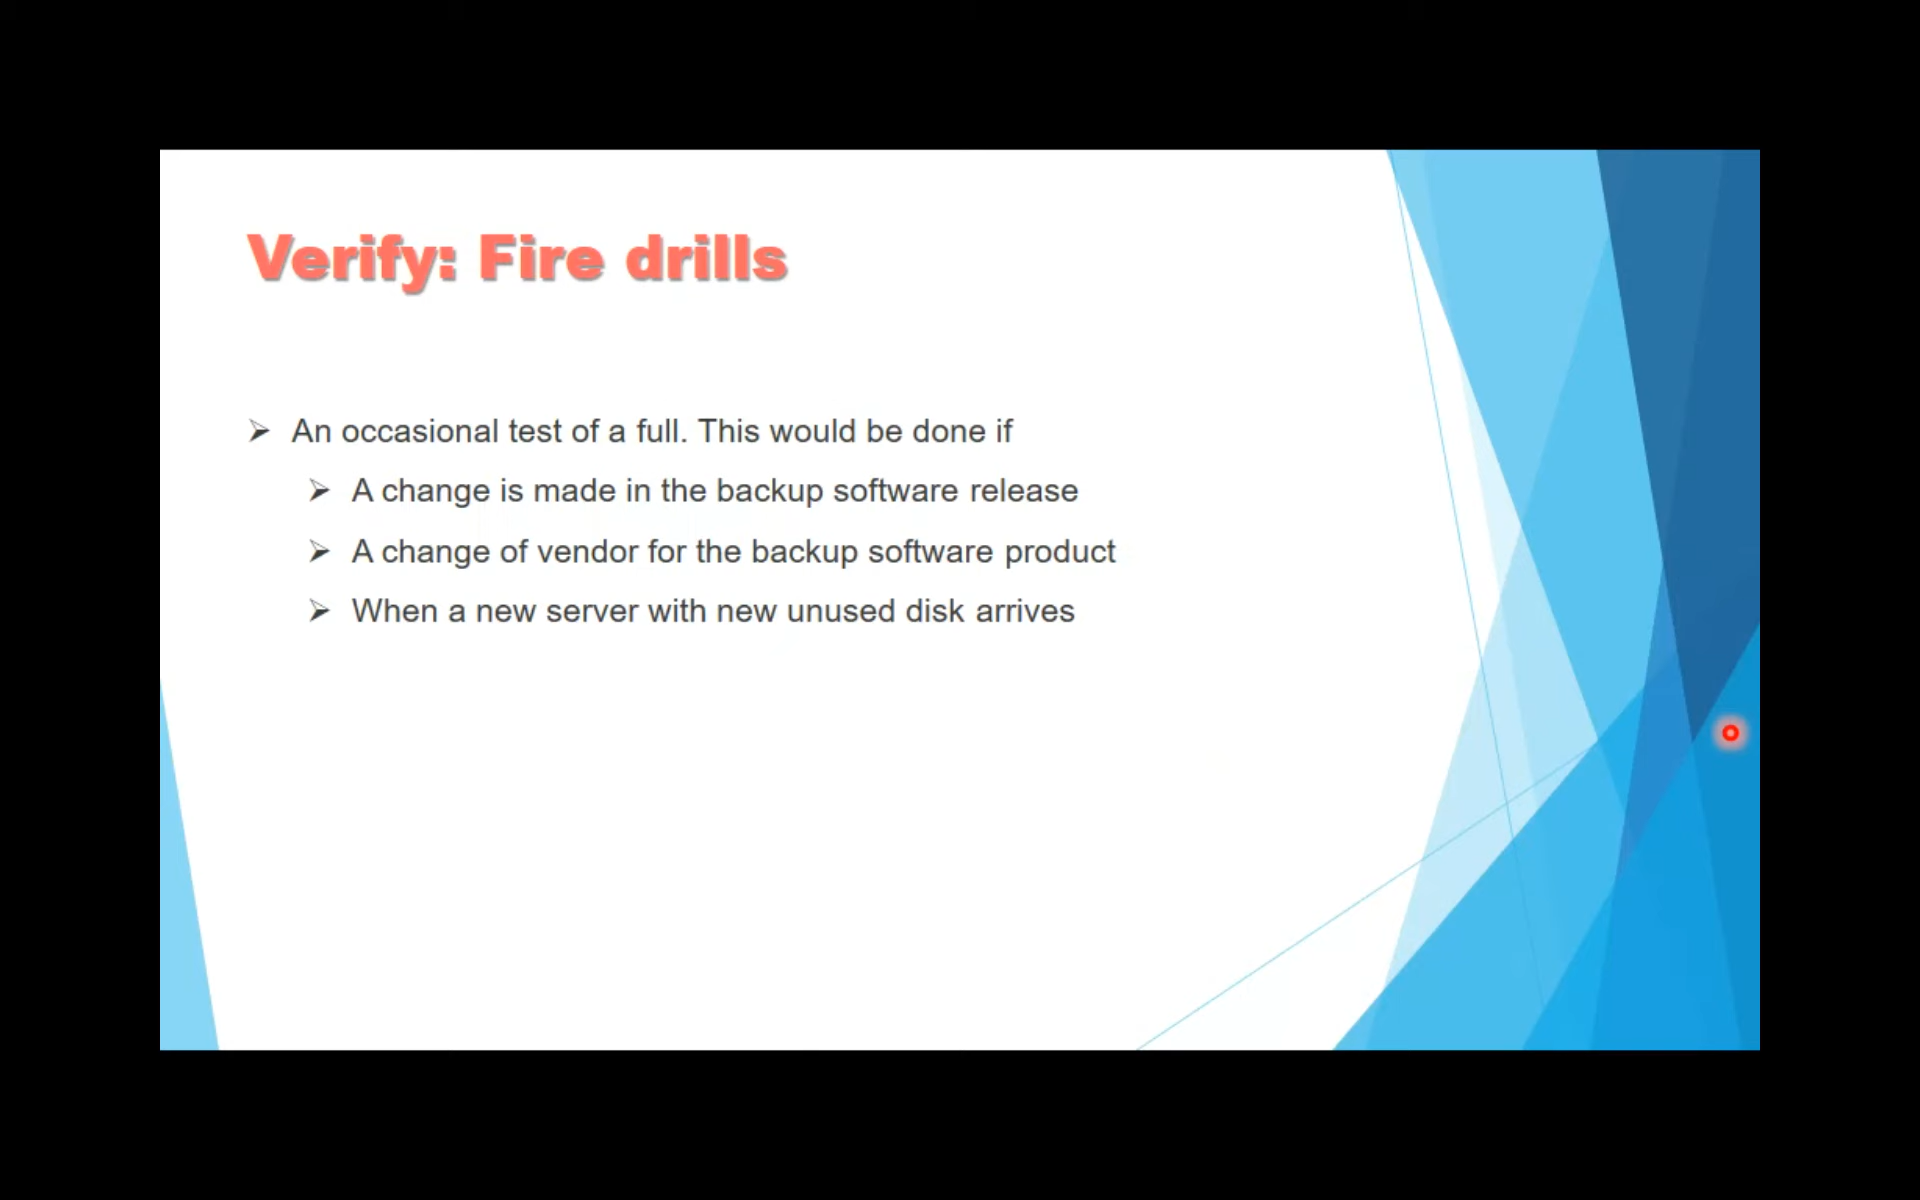 Verify: Fire drills
An occasional test of a full. This would be done if
A change is made in the backup software release
A change of vendor for the backup software product
When a new server with new unused disk arrives